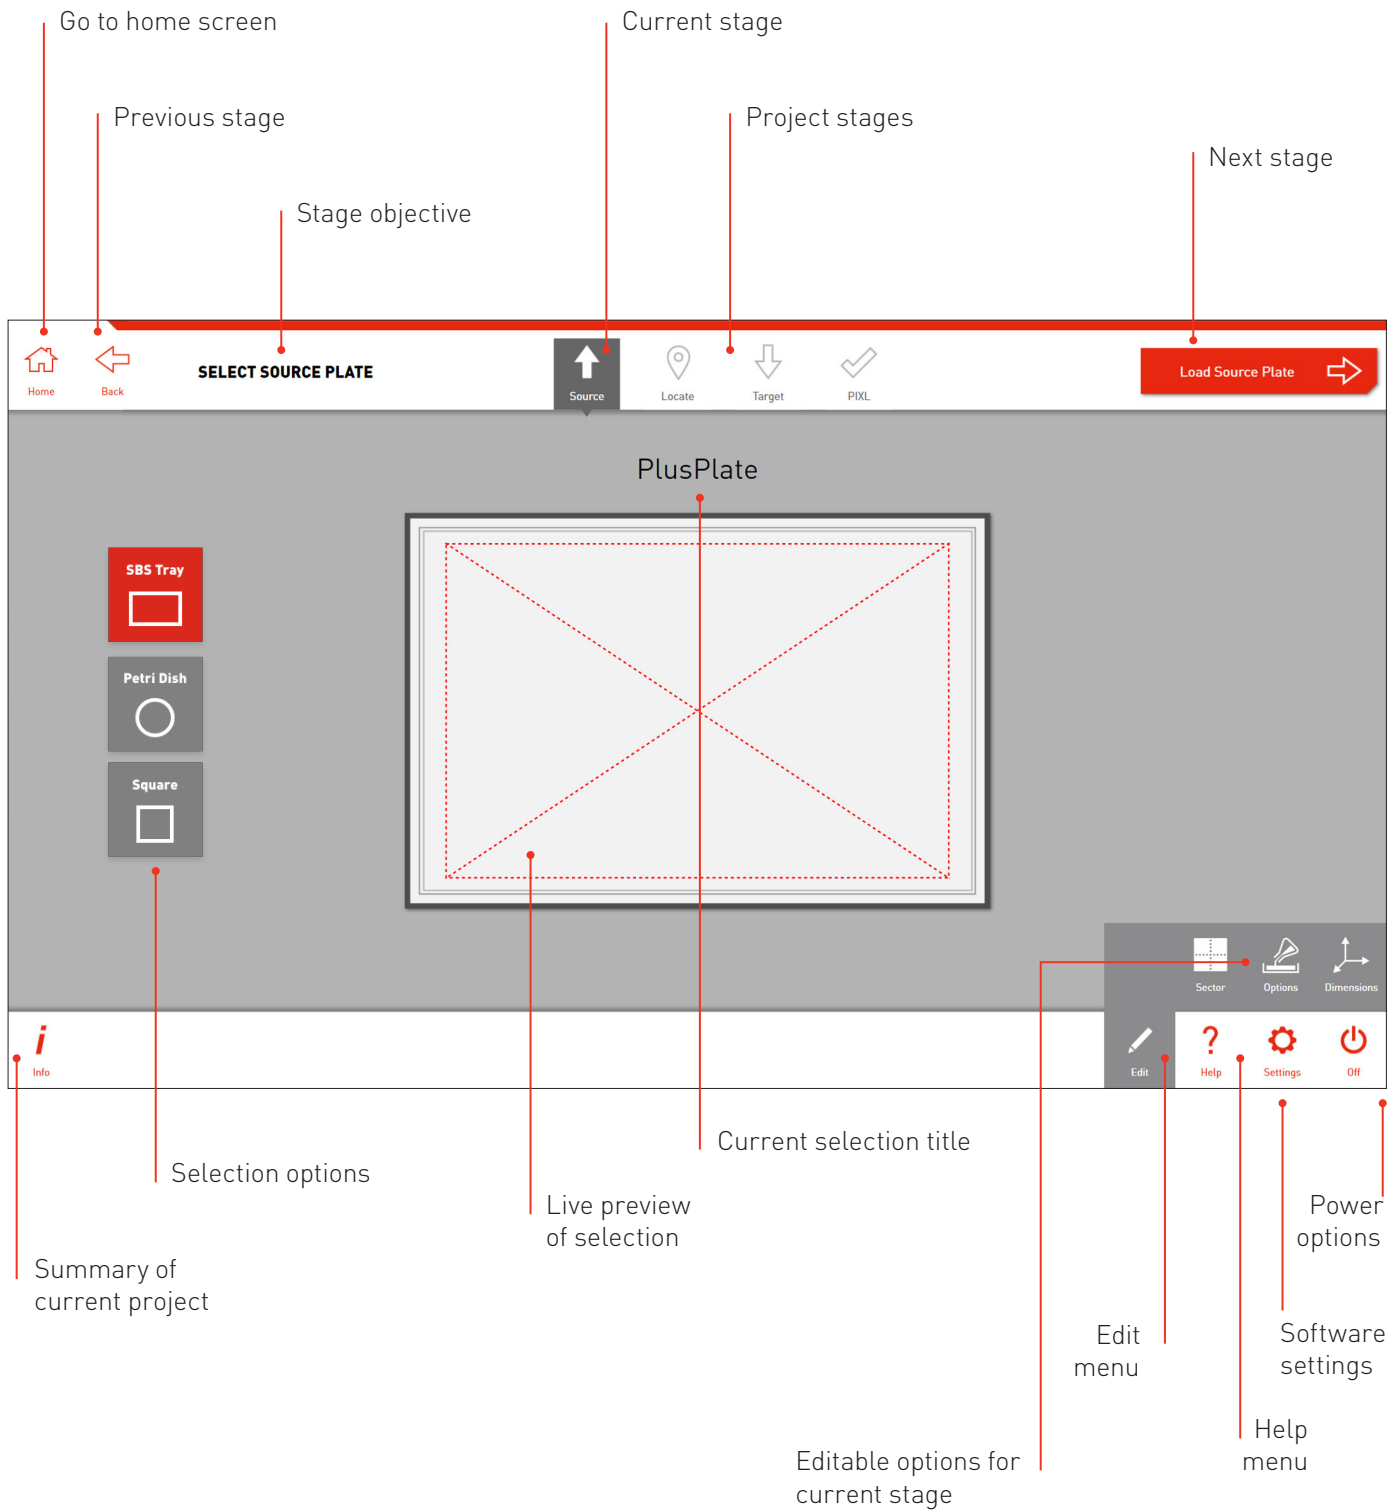 Go to home screen
Current stage
Previous stage
Project stages
Next stage
Stage objective
Home
Back
SELECT SOURCE PLATE
Source
Locate
Target
PIXL
Load Source Plate
PlusPlate
SBS Tray
Petri Dish
Square
Sector
Options
Dimensions
i
Info
Edit
?
Help
Settings
Off
Current selection title
Selection options
Live preview
of selection
Power
options
Summary of
current project
Edit
menu
Software
settings
Help
menu
Editable options for
current stage